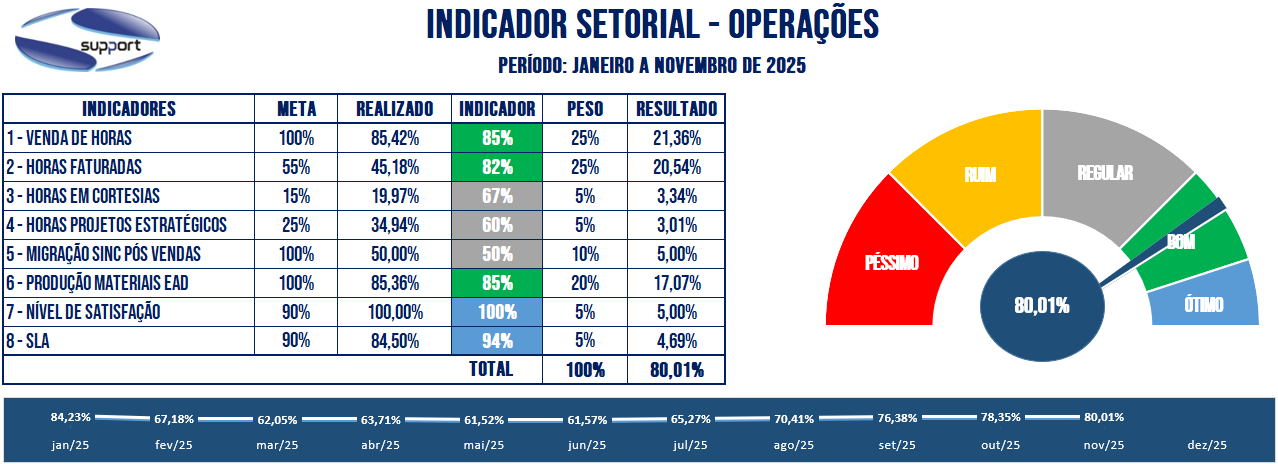 support
INDICADOR SETORIAL - OPERAÇÕES
PERÍODO: JANEIRO A NOVEMBRO DE 2025
INDICADORES META REALIZADO INDICADOR PESO RESULTADO
1 - VENDA DE HORAS 100% 85,42% 85% 25% 21,36%
2 - HORAS FATURADAS 55% 45,18% 82% 25% 20,54%
3 - HORAS EM CORTESIAS 15% 19,97% 67% 5% 3,34%
4 - HORAS PROJETOS ESTRATÉGICOS 25% 34,94% 60% 5% 3,01%
5 - MIGRAÇÃO SINC PÓS VENDAS 100% 50,00% 50% 10% 5,00%
6 - PRODUÇÃO MATERIAIS EAD 100% 85,36% 85% 20% 17,07%
7 - NÍVEL DE SATISFAÇÃO 90% 100,00% 100% 5% 5,00%
8 - SLA 90% 84,50% 94% 5% 4,69%
TOTAL 100% 80,01%
PÉSSIMO
RUIM
REGULAR
BOM
ÓTIMO
80,01%
84,23% 67,18% 62,05% 63,71% 61,52% 61,57% 65,27% 70,41% 76,38% 78,35% 80,01%
jan/25 fev/25 mar/25 abr/25 mai/25 jun/25 jul/25 ago/25 set/25 out/25 nov/25 dez/25